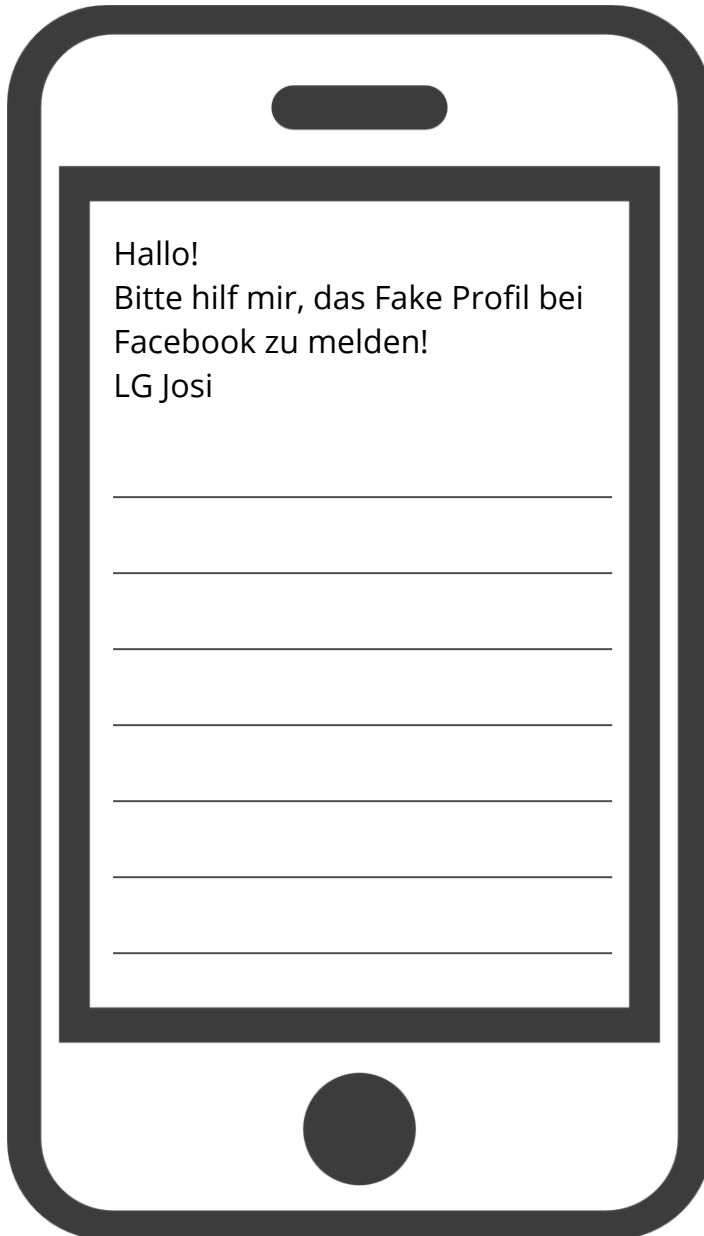 Hallo!
Bitte hilf mir, das Fake Profil bei
Facebook zu melden!
LG Josi